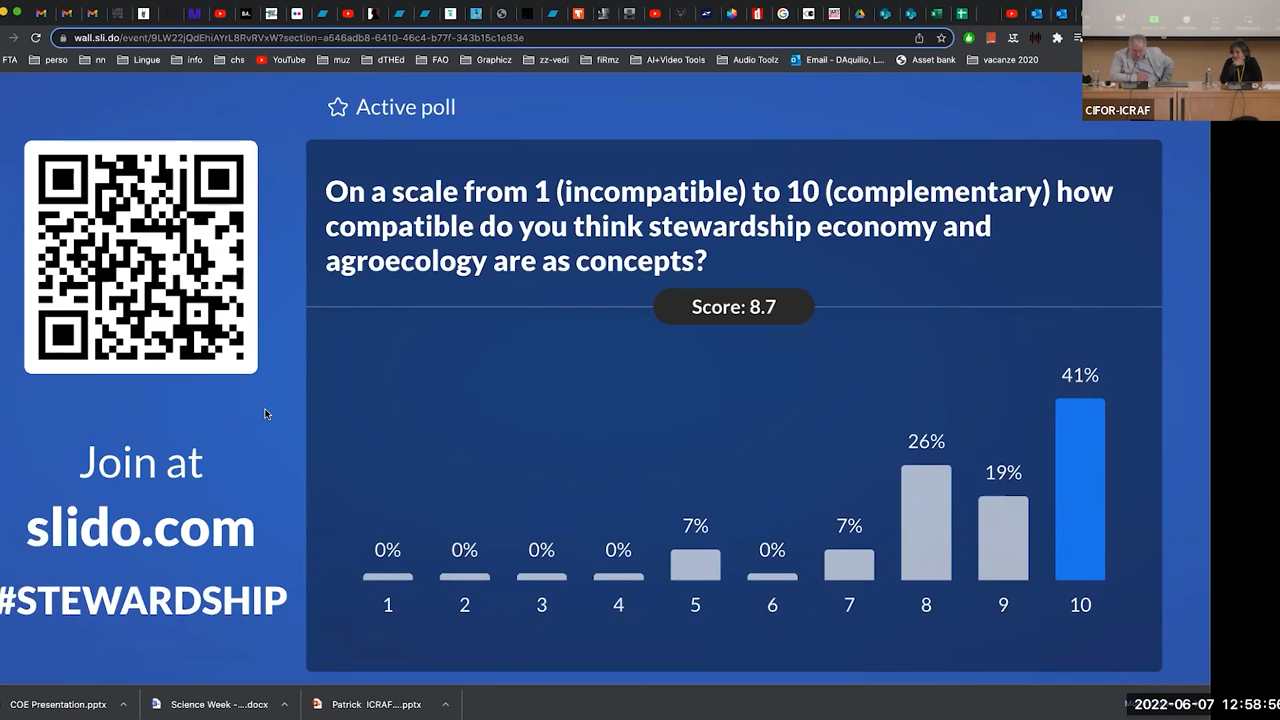 wall.sli.do/event/9LW22jQdEhiAYrL8RvRVxW?section=a646adb8-6410-46c4-b77f-343b15c1e83e
FTA perso nn Lingue info chs YouTube muz dTHEd FAO Graphicz zz-vedi fiRmz AI+Video Tools Audio Toolz Email - DAquilio, L... Asset bank vacanze 2020
CIFOR-ICRAF
Active poll
On a scale from 1 (incompatible) to 10 (complementary) how
compatible do you think stewardship economy and
agroecology are as concepts?
Score: 8.7
0% 0% 0% 0% 7% 0% 7% 26% 19% 41%
1 2 3 4 5 6 7 8 9 10
Join at
slido.com
#STEWARDSHIP
COE Presentation.pptx Science Week -....docx Patrick ICRAF....pptx
2022-06-07 12:58:56